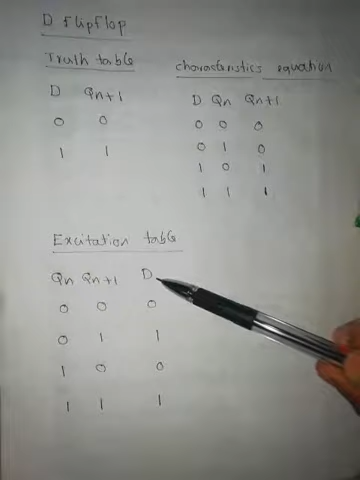 D flipflop
Truth table
D Qn+1
0 0
1 1
characteristics equation
D Qn Qn+1
0 0 0
0 1 0
1 0 1
1 1 1
Excitation table
Qn Qn+1 D
0 0 0
0 1 1
1 0 0
1 1 1